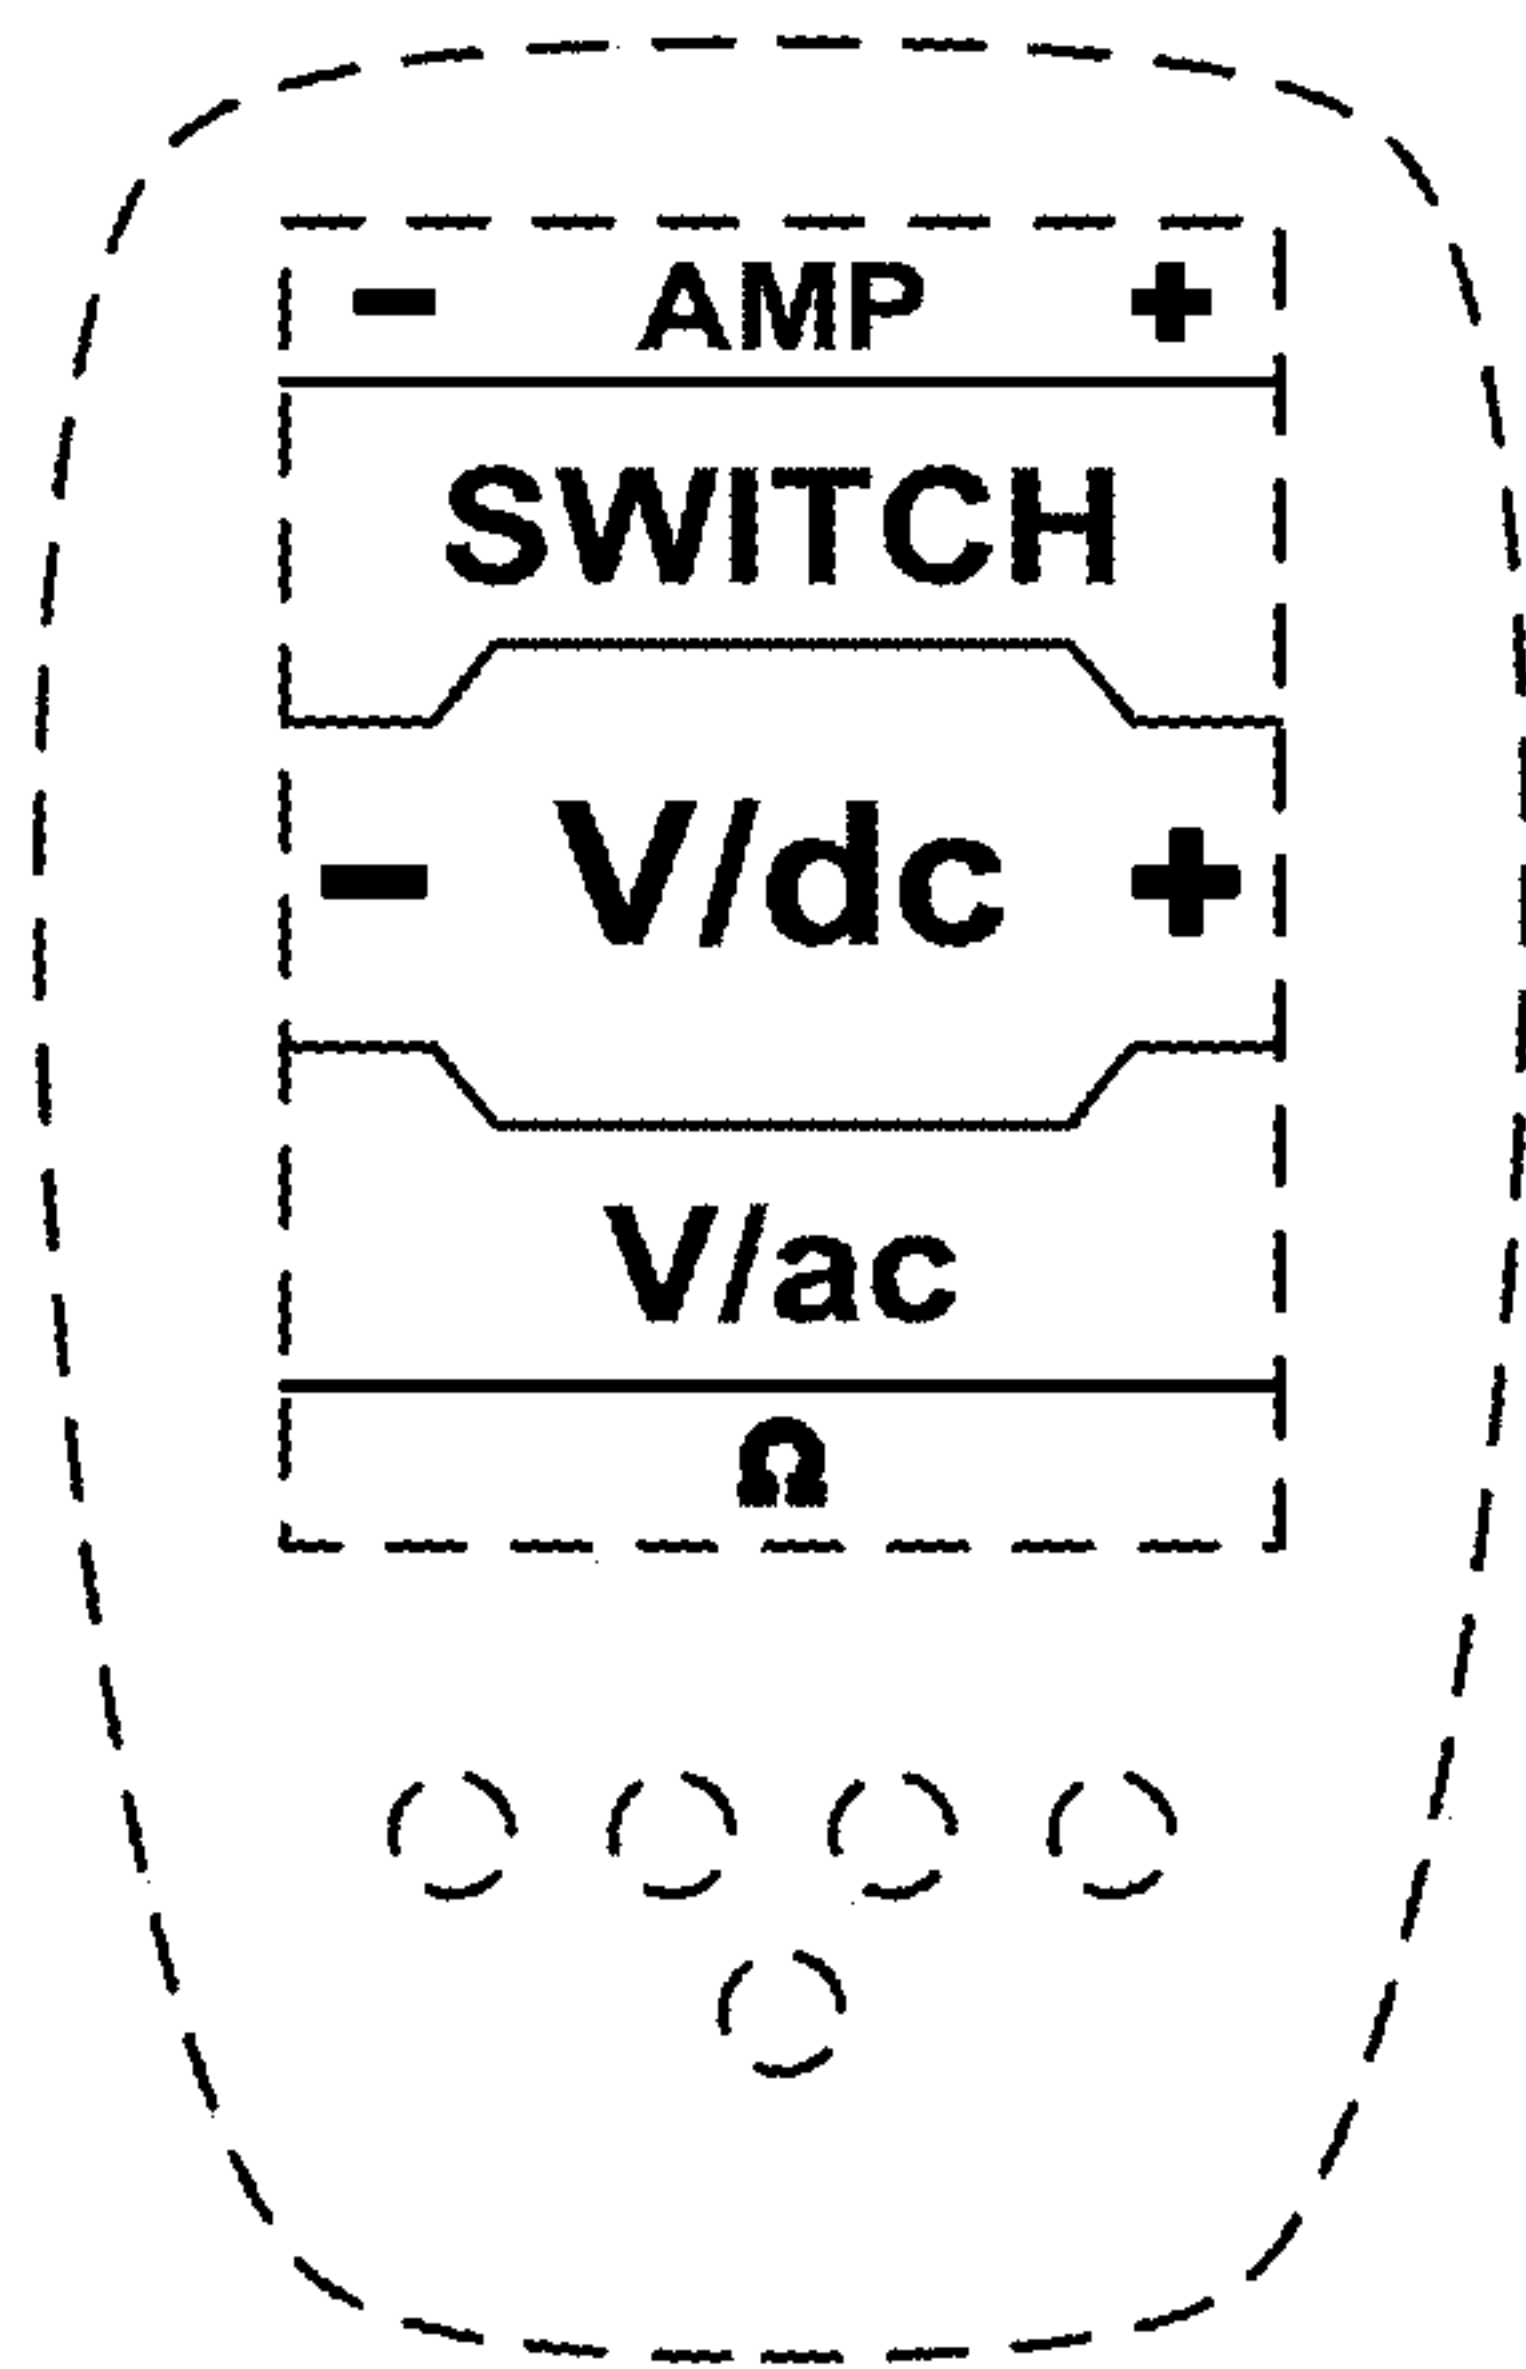 - AMP +
SWITCH
- V/dc +
V/ac
Ω